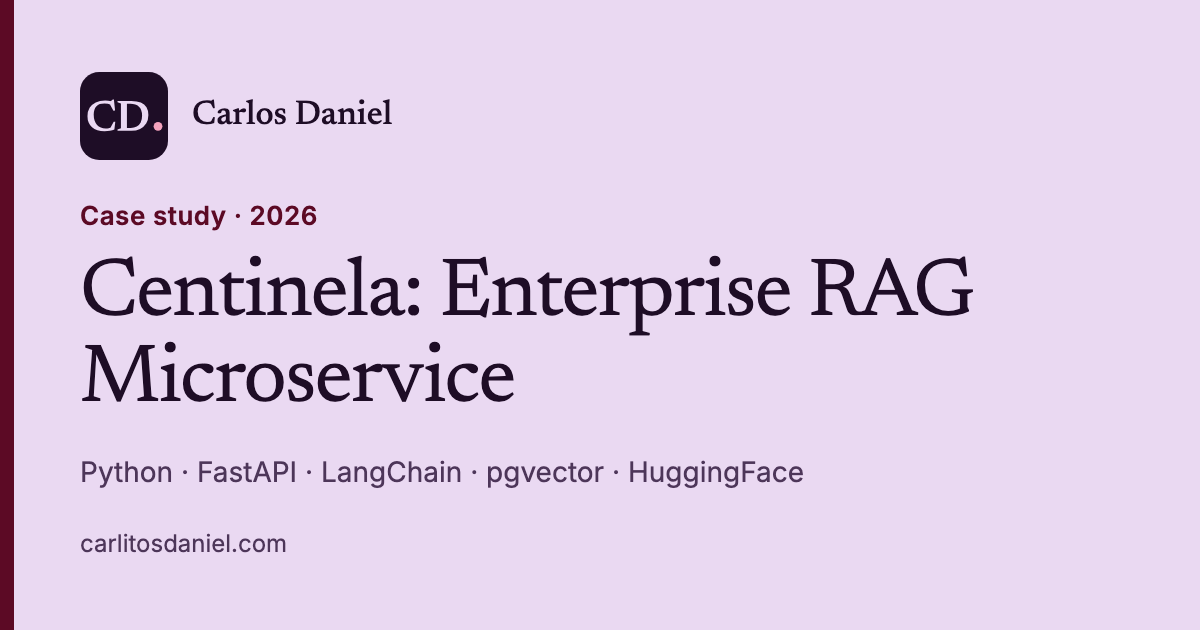 CD.
Carlos Daniel
Case study · 2026
Centinela: Enterprise RAG
Microservice
Python · FastAPI · LangChain · pgvector · HuggingFace
carlitosdaniel.com